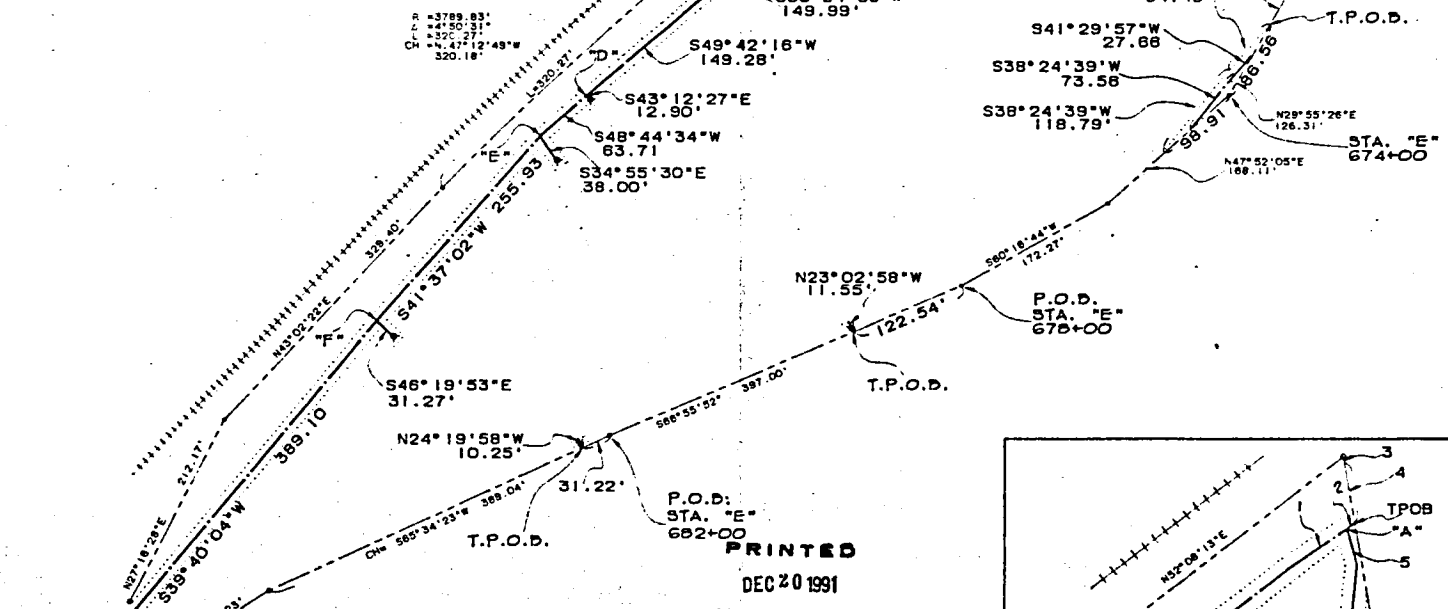 149.99'
R =3789.83'
Δ =4°50'31"
L =320.27'
CH =N.47°12'49"W
320.18'
S49°42'16"W
149.28'
"D"
L=320.27'
S43°12'27"E
12.90'
S48°44'34"W
63.71
"E"
S34°55'30"E
38.00'
S41°37'02"W 255.93
329.40'
N43°02'22"E
"F"
S46°19'53"E
31.27'
389.10
S39°40'04"W
212.17'
N27°18'28"E
T.P.O.B.
S41°29'57"W
27.66
186.56
S38°24'39"W
73.58
S38°24'39"W
118.79'
98.91
N29°55'26"E
126.31'
STA. "E"
674+00
N47°52'05"E
168.11'
S60°18'44"W
172.27'
N23°02'58"W
11.55'
122.54'
P.O.B.
STA. "E"
678+00
T.P.O.B.
S66°55'52" 397.00'
N24°19'58"W
10.25'
31.22'
P.O.B.
STA. "E"
682+00
T.P.O.B.
CH= S65°34'23"W 369.04'
23'
PRINTED
DEC 20 1991
3
4
2
1
TPOB
"A"
5
N52°08'13"E